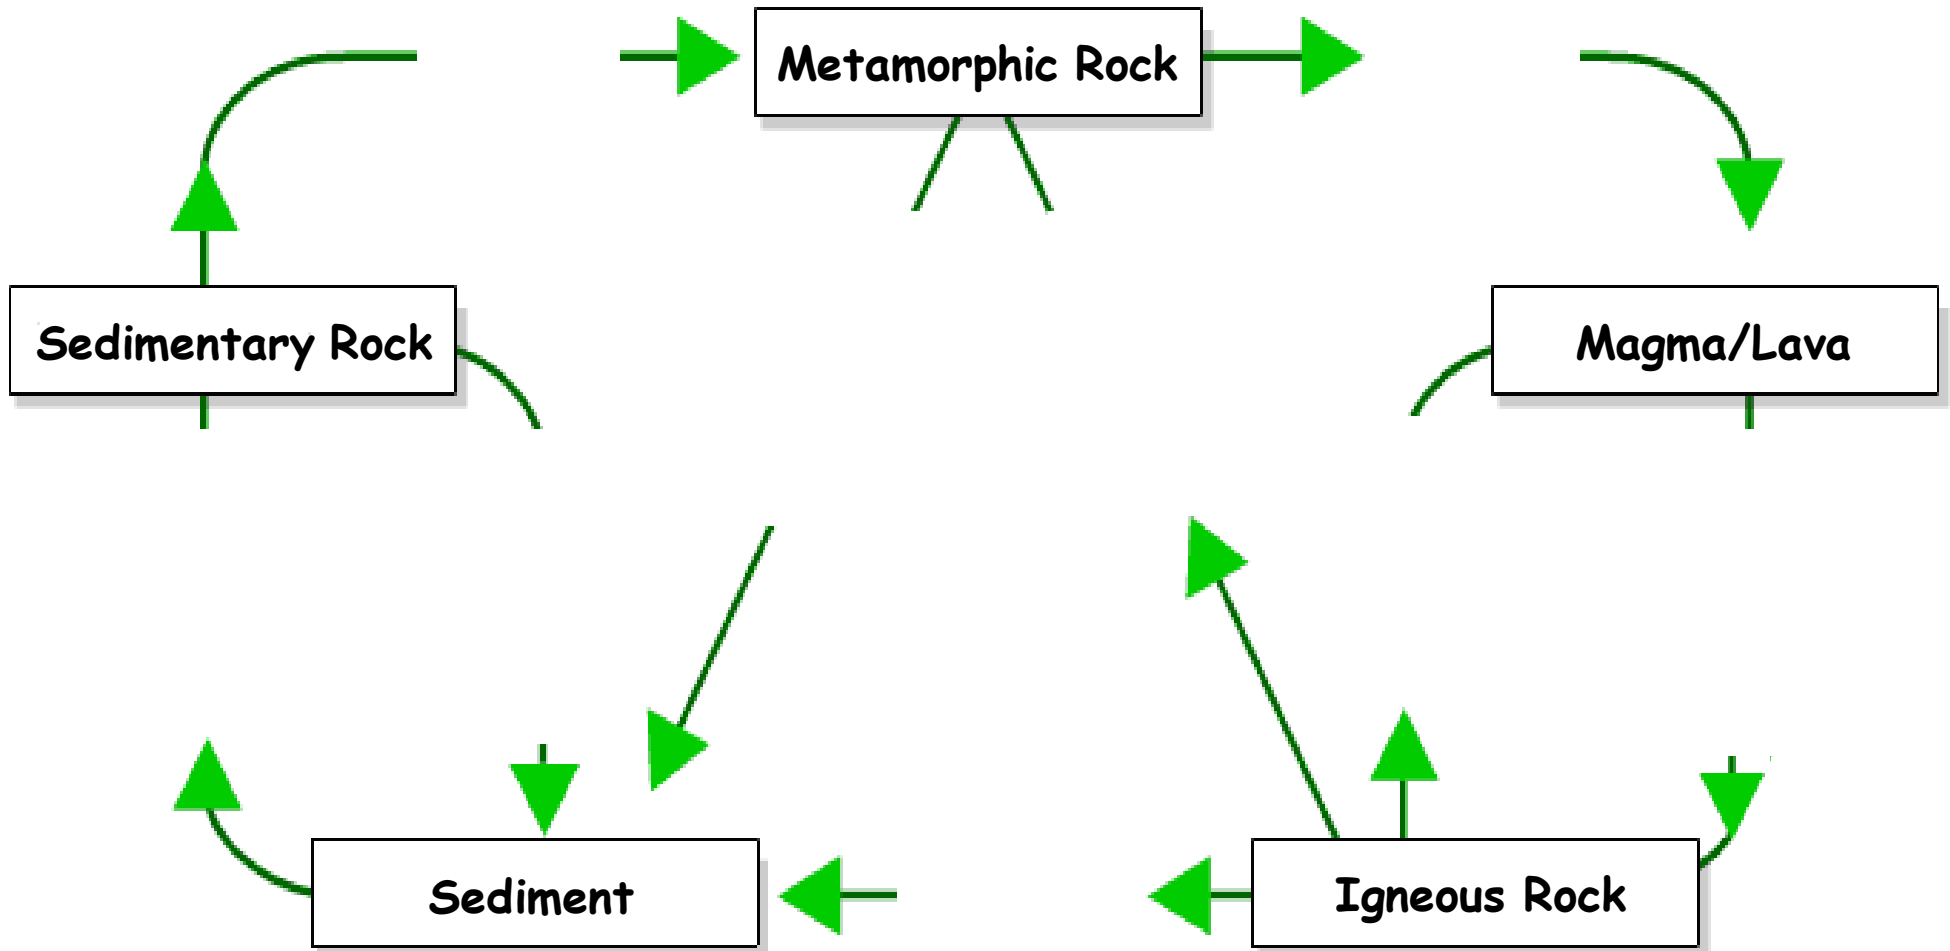 Metamorphic Rock
Sedimentary Rock
Magma/Lava
Sediment
Igneous Rock